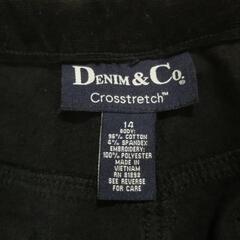 DENIM & CO.®
Crosstretch™
14
BODY:
96% COTTON
4% SPANDEX
EMBROIDERY:
100% POLYESTER
MADE IN
VIETNAM
RN 81898
SEE REVERSE
FOR CARE